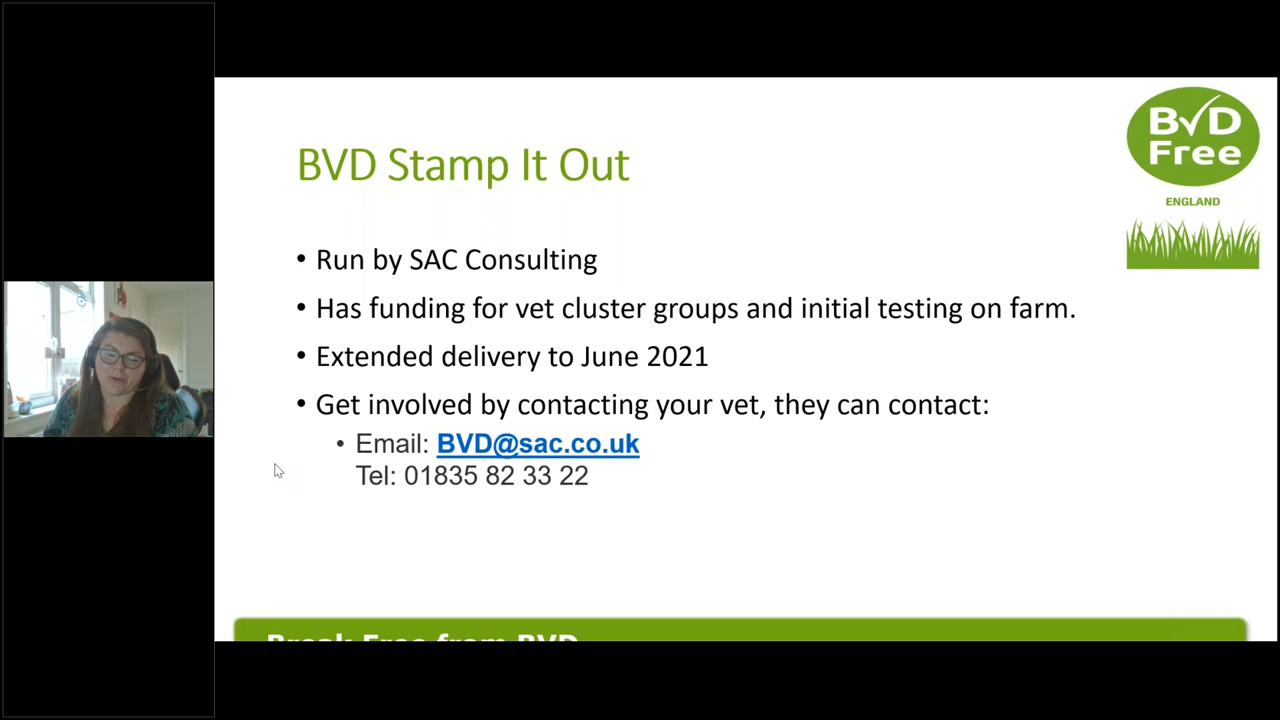 BVD Stamp It Out
• Run by SAC Consulting
• Has funding for vet cluster groups and initial testing on farm.
• Extended delivery to June 2021
• Get involved by contacting your vet, they can contact:
• Email: BVD@sac.co.uk
Tel: 01835 82 33 22
BVD
Free
ENGLAND
Break Free from BVD